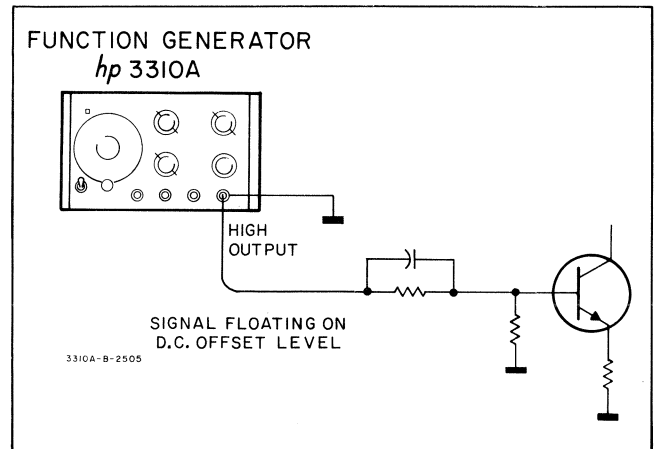 FUNCTION GENERATOR
hp 3310A
HIGH
OUTPUT
SIGNAL FLOATING ON
D.C. OFFSET LEVEL
3310A-B-2505